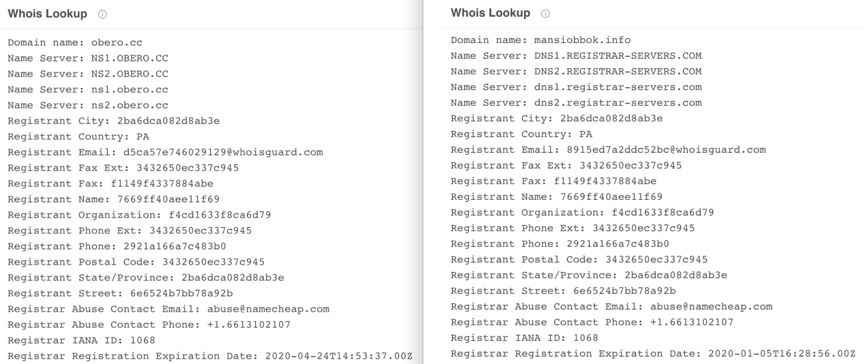 Whois Lookup
Domain name: obero.cc
Name Server: NS1.OBERO.CC
Name Server: NS2.OBERO.CC
Name Server: ns1.obero.cc
Name Server: ns2.obero.cc
Registrant City: 2ba6dca082d8ab3e
Registrant Country: PA
Registrant Email: d5ca57e746029129@whoisguard.com
Registrant Fax Ext: 3432650ec337c945
Registrant Fax: f1149f4337884abe
Registrant Name: 7669ff40aee11f69
Registrant Organization: f4cd1633f8ca6d79
Registrant Phone Ext: 3432650ec337c945
Registrant Phone: 2921a166a7c483b0
Registrant Postal Code: 3432650ec337c945
Registrant State/Province: 2ba6dca082d8ab3e
Registrant Street: 6e6524b7bb78a92b
Registrar Abuse Contact Email: abuse@namecheap.com
Registrar Abuse Contact Phone: +1.6613102107
Registrar IANA ID: 1068
Registrar Registration Expiration Date: 2020-04-24T14:53:37.00Z
Whois Lookup
Domain name: mansiobbok.info
Name Server: DNS1.REGISTRAR-SERVERS.COM
Name Server: DNS2.REGISTRAR-SERVERS.COM
Name Server: dns1.registrar-servers.com
Name Server: dns2.registrar-servers.com
Registrant City: 2ba6dca082d8ab3e
Registrant Country: PA
Registrant Email: 8915ed7a2ddc52bc@whoisguard.com
Registrant Fax Ext: 3432650ec337c945
Registrant Fax: f1149f4337884abe
Registrant Name: 7669ff40aee11f69
Registrant Organization: f4cd1633f8ca6d79
Registrant Phone Ext: 3432650ec337c945
Registrant Phone: 2921a166a7c483b0
Registrant Postal Code: 3432650ec337c945
Registrant State/Province: 2ba6dca082d8ab3e
Registrant Street: 6e6524b7bb78a92b
Registrar Abuse Contact Email: abuse@namecheap.com
Registrar Abuse Contact Phone: +1.6613102107
Registrar IANA ID: 1068
Registrar Registration Expiration Date: 2020-01-05T16:28:56.00Z